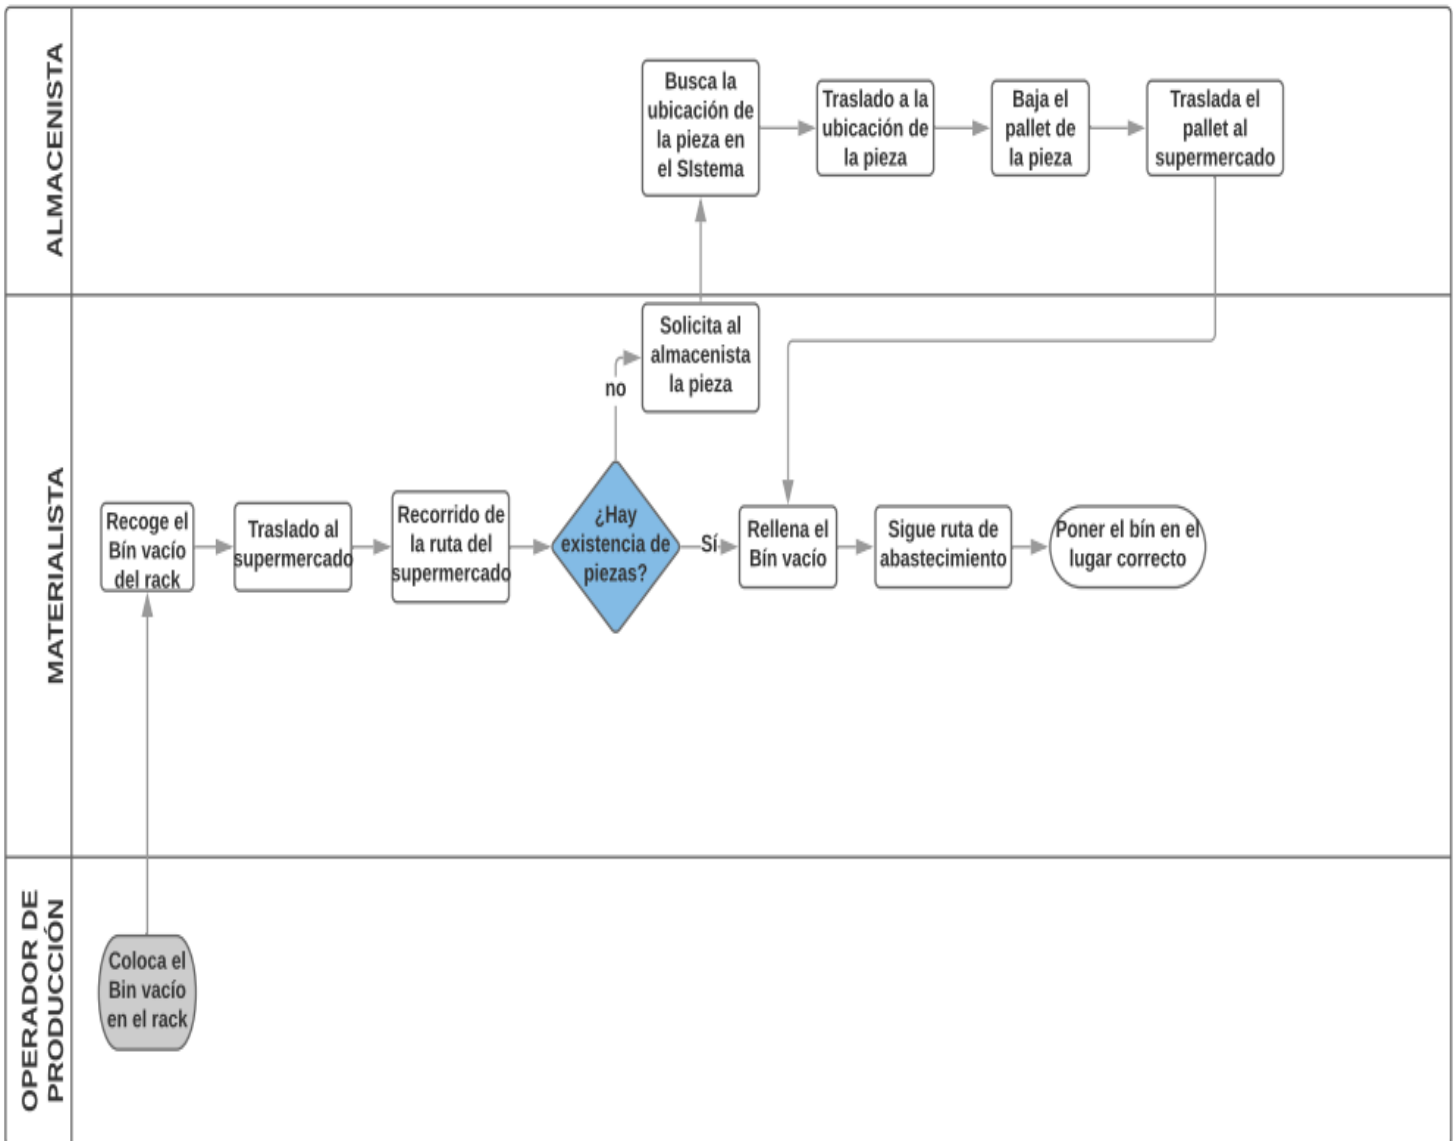 ALMACENISTA
Busca la
ubicación de
la pieza en
el SIstema
Traslado a la
ubicación de
la pieza
Baja el
pallet de
la pieza
Traslada el
pallet al
supermercado
MATERIALISTA
Solicita al
almacenista
la pieza
no
Recoge el
Bín vacío
del rack
Traslado al
supermercado
Recorrido de
la ruta del
supermercado
¿Hay
existencia de
piezas?
Sí
Rellena el
Bín vacío
Sigue ruta de
abastecimiento
Poner el bín en el
lugar correcto
OPERADOR DE
PRODUCCIÓN
Coloca el
Bin vacío
en el rack